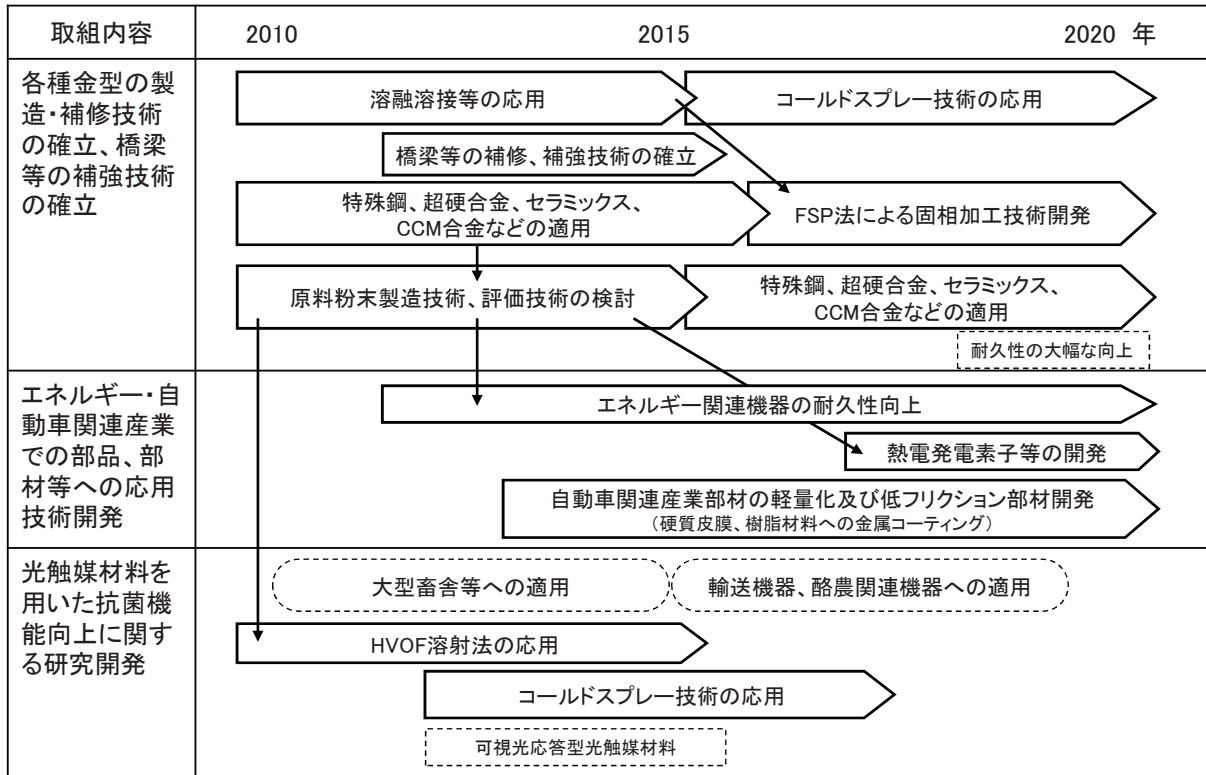 取組内容
2010 2015 2020 年
各種金型の製
造・補修技術
の確立、橋梁
等の補強技術
の確立
溶融溶接等の応用
コールドスプレー技術の応用
橋梁等の補修、補強技術の確立
特殊鋼、超硬合金、セラミックス、
CCM合金などの適用
FSP法による固相加工技術開発
原料粉末製造技術、評価技術の検討
特殊鋼、超硬合金、セラミックス、
CCM合金などの適用
耐久性の大幅な向上
エネルギー・自
動車関連産業
での部品、部
材等への応用
技術開発
エネルギー関連機器の耐久性向上
熱電発電素子等の開発
自動車関連産業部材の軽量化及び低フリクション部材開発
（硬質皮膜、樹脂材料への金属コーティング）
光触媒材料を
用いた抗菌機
能向上に関す
る研究開発
大型畜舎等への適用
輸送機器、酪農関連機器への適用
HVOF溶射法の応用
コールドスプレー技術の応用
可視光応答型光触媒材料